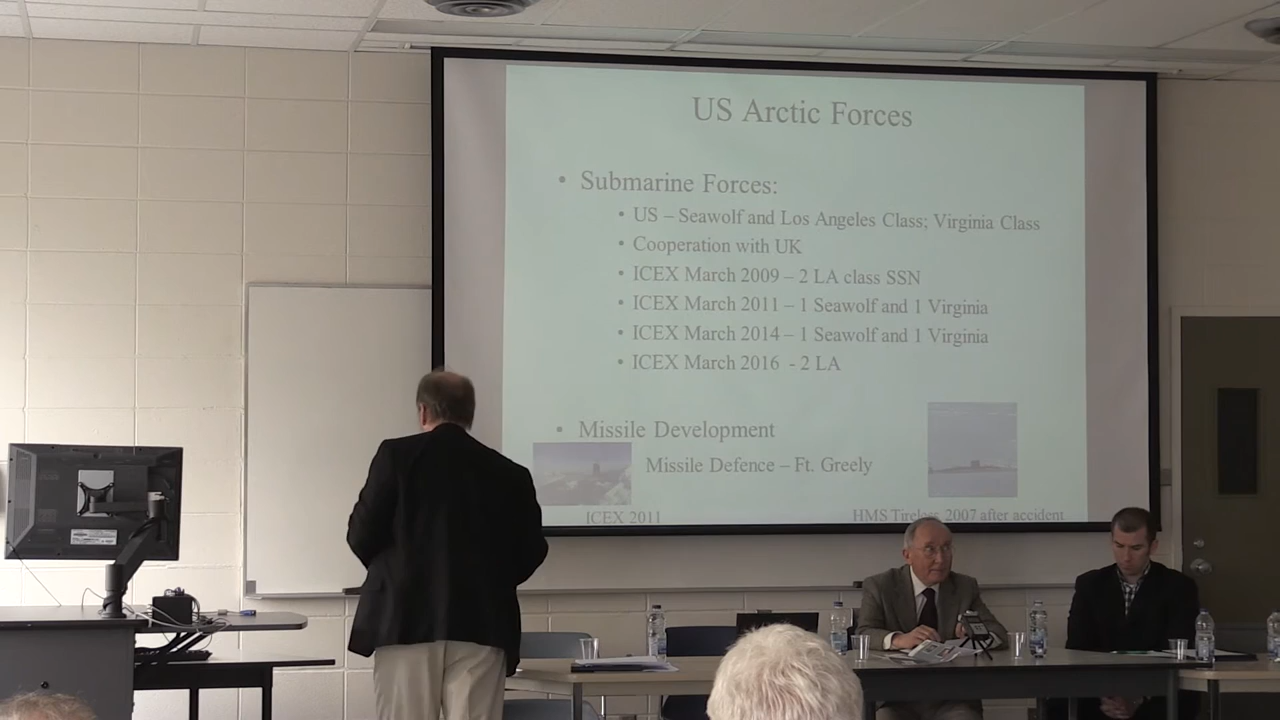 US Arctic Forces
• Submarine Forces:
• US – Seawolf and Los Angeles Class; Virginia Class
• Cooperation with UK
• ICEX March 2009 – 2 LA class SSN
• ICEX March 2011 – 1 Seawolf and 1 Virginia
• ICEX March 2014 – 1 Seawolf and 1 Virginia
• ICEX March 2016 - 2 LA
• Missile Development
Missile Defence – Ft. Greely
ICEX 2011
HMS Tireless 2007 after accident